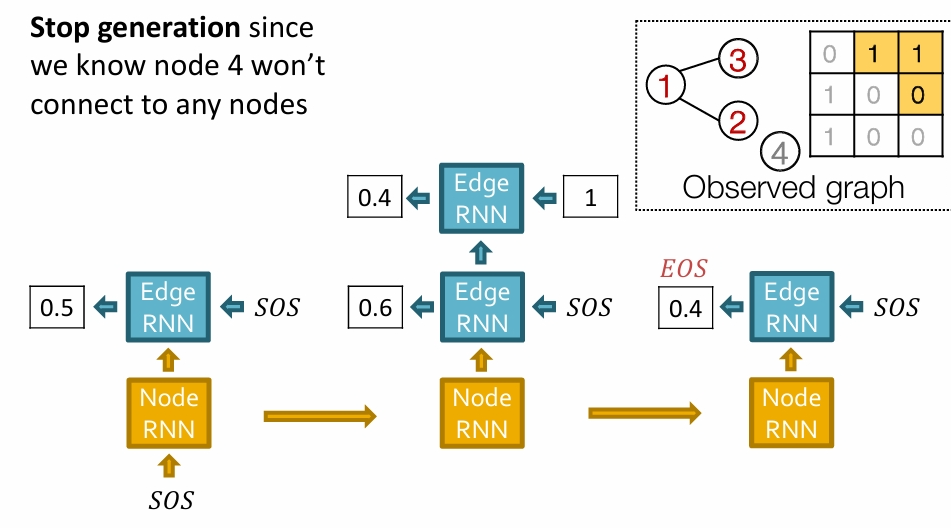 Stop generation since
we know node 4 won't
connect to any nodes
1
3
2
4
0 1 1
1 0 0
1 0 0
Observed graph
0.4
Edge
RNN
1
0.5
Edge
RNN
SOS
0.6
Edge
RNN
SOS
EOS
0.4
Edge
RNN
SOS
Node
RNN
Node
RNN
Node
RNN
SOS